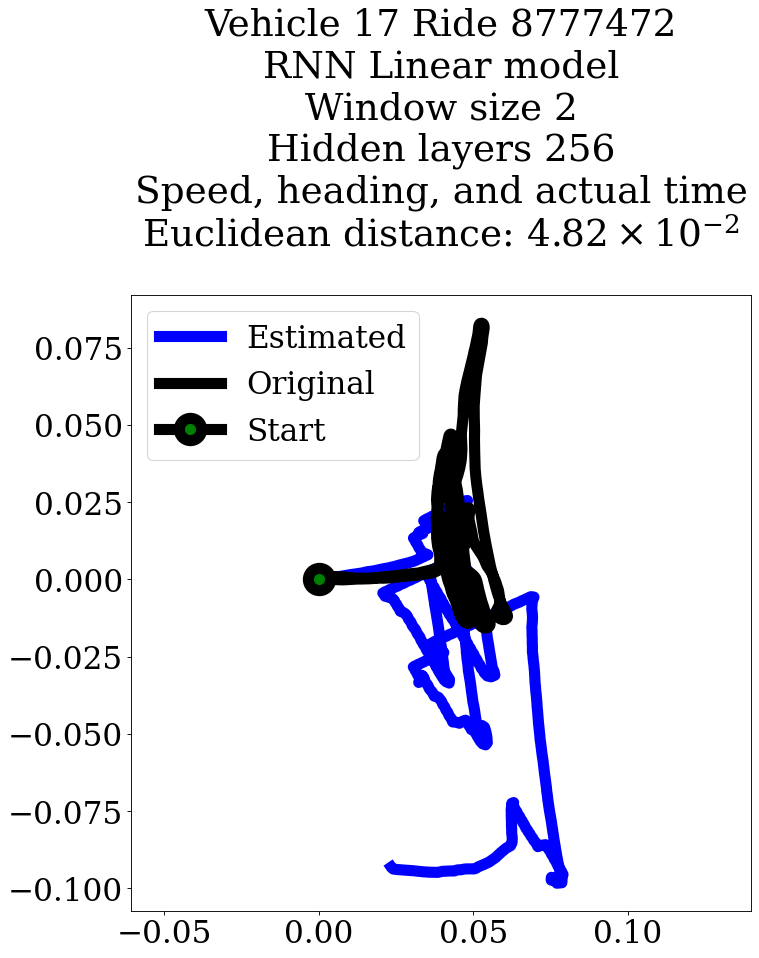 Vehicle 17 Ride 8777472
RNN Linear model
Window size 2
Hidden layers 256
Speed, heading, and actual time
Euclidean distance: 4.82 × 10⁻²
Estimated
Original
Start
0.075
0.050
0.025
0.000
−0.025
−0.050
−0.075
−0.100
−0.05
0.00
0.05
0.10